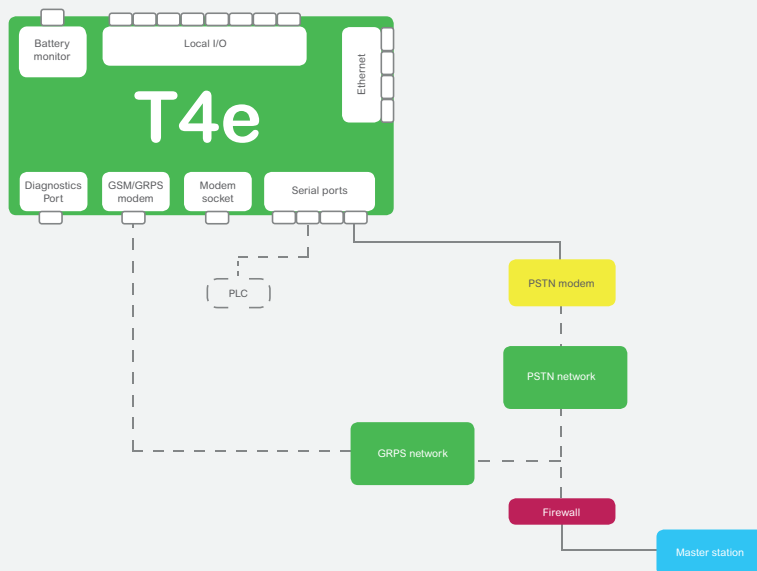 Battery
monitor
Local I/O
Ethernet
T4e
Diagnostics
Port
GSM/GRPS
modem
Modem
socket
Serial ports
PLC
PSTN modem
PSTN network
GRPS network
Firewall
Master station